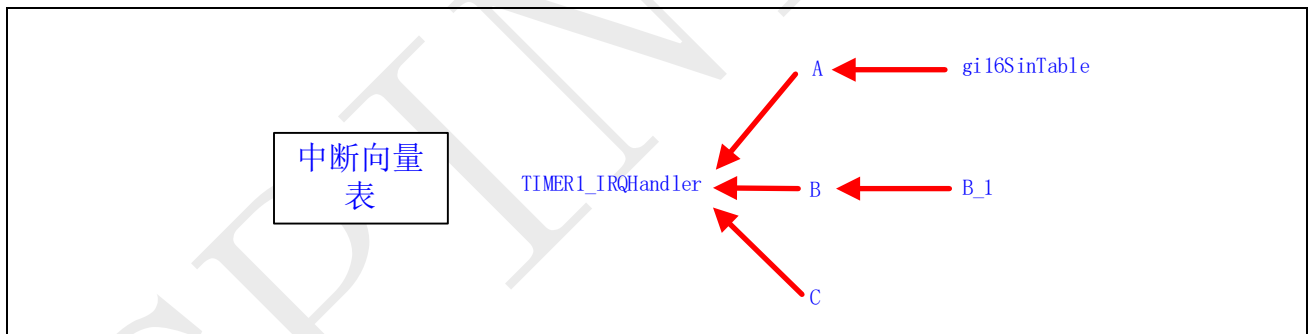 A
gi16SinTable
中断向量
表
TIMER1_IRQHandler
B
B_1
C